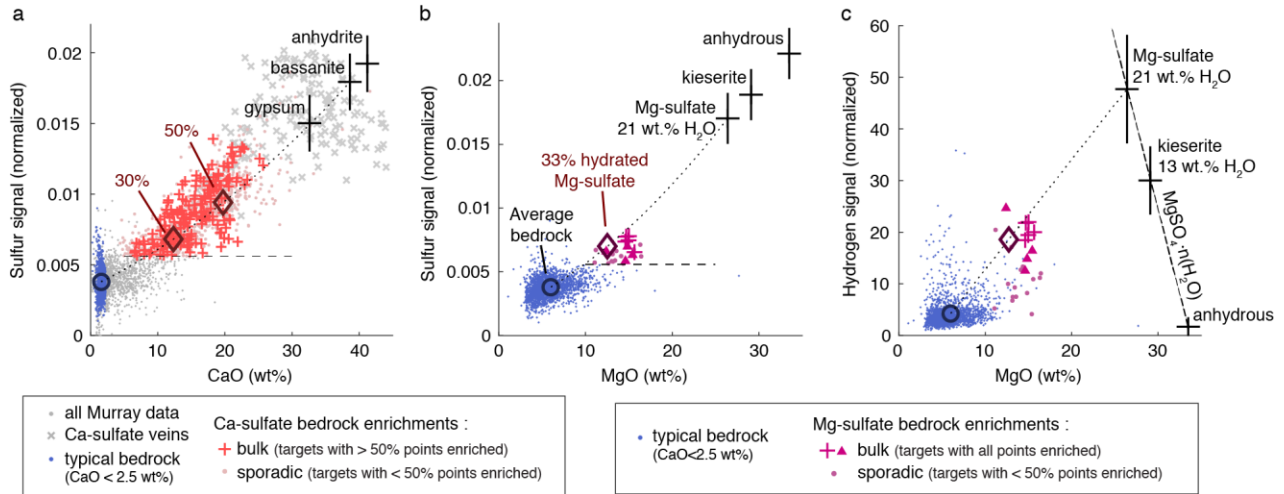 a
Sulfur signal (normalized)
0.02
0.015
0.01
0.005
0
anhydrite
bassanite
gypsum
50%
30%
0 10 20 30 40
CaO (wt%)
b
Sulfur signal (normalized)
0.02
0.015
0.01
0.005
0
anhydrous
kieserite
Mg-sulfate
21 wt.% H₂O
33% hydrated
Mg-sulfate
Average
bedrock
0 10 20 30
MgO (wt%)
c
Hydrogen signal (normalized)
60
50
40
30
20
10
0
Mg-sulfate
21 wt.% H₂O
kieserite
13 wt.% H₂O
MgSO₄·n(H₂O)
anhydrous
0 10 20 30
MgO (wt%)
all Murray data
Ca-sulfate veins
typical bedrock
(CaO < 2.5 wt%)
Ca-sulfate bedrock enrichments :
bulk (targets with > 50% points enriched)
sporadic (targets with < 50% points enriched)
typical bedrock
(CaO<2.5 wt%)
Mg-sulfate bedrock enrichments :
bulk (targets with all points enriched)
sporadic (targets with < 50% points enriched)